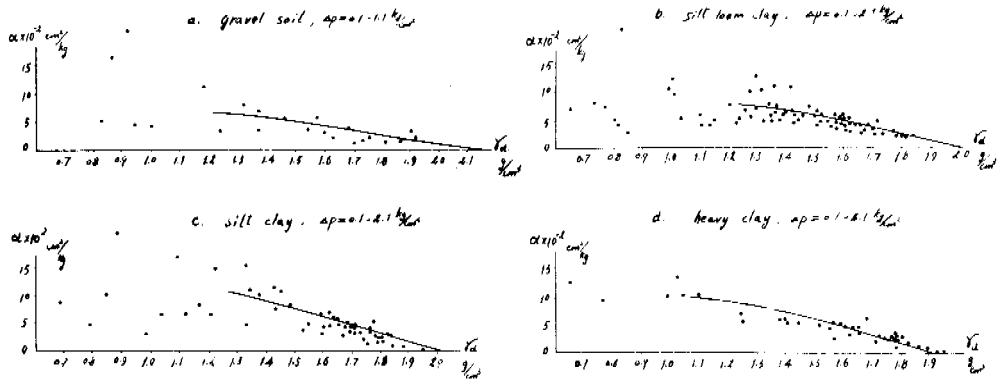 a. gravel soil, Δp=0.1-1.1 kg/cm²
α×10⁻² cm²/kg
15
10
5
0
0.7 0.8 0.9 1.0 1.1 1.2 1.3 1.4 1.5 1.6 1.7 1.8 1.9 2.0 2.1
γd g/cm³
b. silt loam clay. Δp=0.1-2.1 kg/cm²
α×10⁻² cm²/kg
15
10
5
0
0.7 0.8 0.9 1.0 1.1 1.2 1.3 1.4 1.5 1.6 1.7 1.8 1.9 2.0
γd g/cm³
c. silt clay. Δp=0.1-2.1 kg/cm²
α×10² cm²/kg
15
10
5
0
0.7 0.8 0.9 1.0 1.1 1.2 1.3 1.4 1.5 1.6 1.7 1.8 1.9 2.0
γd g/cm³
d. heavy clay. Δp=0.1-2.1 kg/cm²
α×10⁻² cm²/kg
15
10
5
0
0.7 0.8 0.9 1.0 1.1 1.2 1.3 1.4 1.5 1.6 1.7 1.8 1.9
γd g/cm³